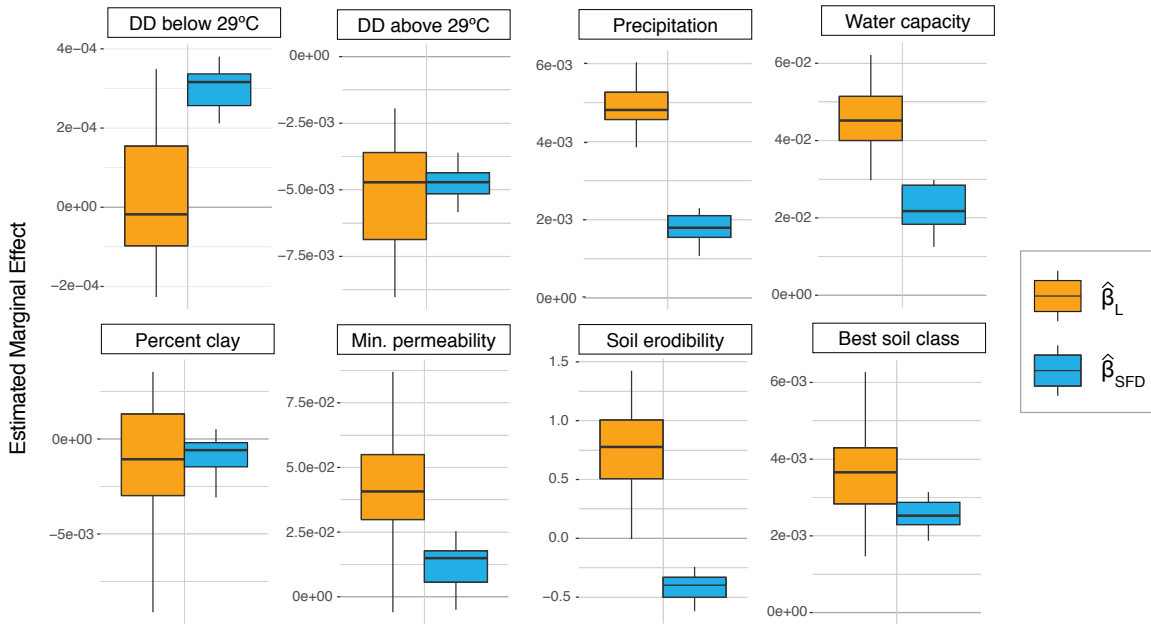 DD below 29°C
DD above 29°C
Precipitation
Water capacity
4e−04
2e−04
0e+00
−2e−04
0e+00
−2.5e−03
−5.0e−03
−7.5e−03
6e−03
4e−03
2e−03
0e+00
6e−02
4e−02
2e−02
0e+00
Estimated Marginal Effect
Percent clay
Min. permeability
Soil erodibility
Best soil class
0e+00
−5e−03
7.5e−02
5.0e−02
2.5e−02
0e+00
1.5
1.0
0.5
0.0
−0.5
6e−03
4e−03
2e−03
0e+00
β̂L
β̂SFD